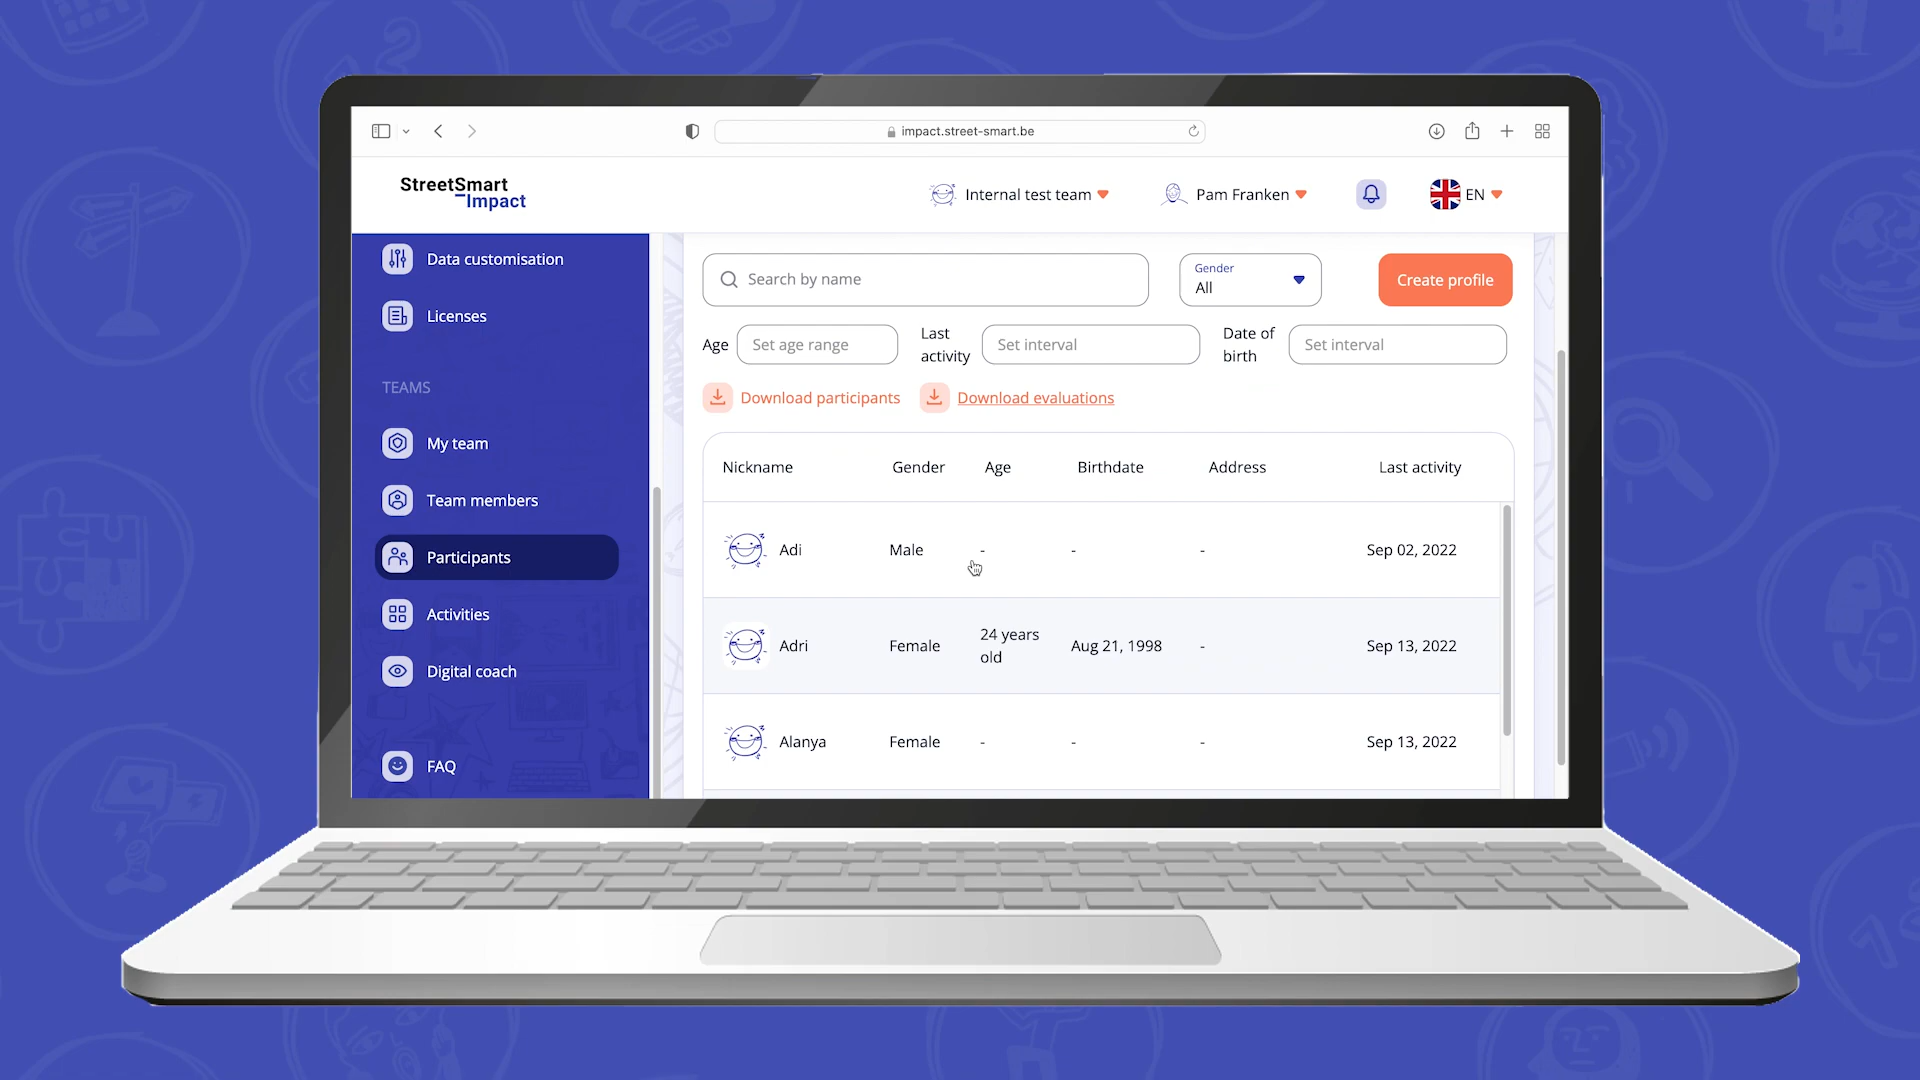 impact.street-smart.be
StreetSmart
Impact
Internal test team
Pam Franken
EN
Data customisation
Licenses
TEAMS
My team
Team members
Participants
Activities
Digital coach
FAQ
Search by name
Gender
All
Create profile
Age
Set age range
Last
activity
Set interval
Date of
birth
Set interval
Download participants
Download evaluations
Nickname Gender Age Birthdate Address Last activity
Adi Male - - - Sep 02, 2022
Adri Female 24 years
old Aug 21, 1998 - Sep 13, 2022
Alanya Female - - - Sep 13, 2022